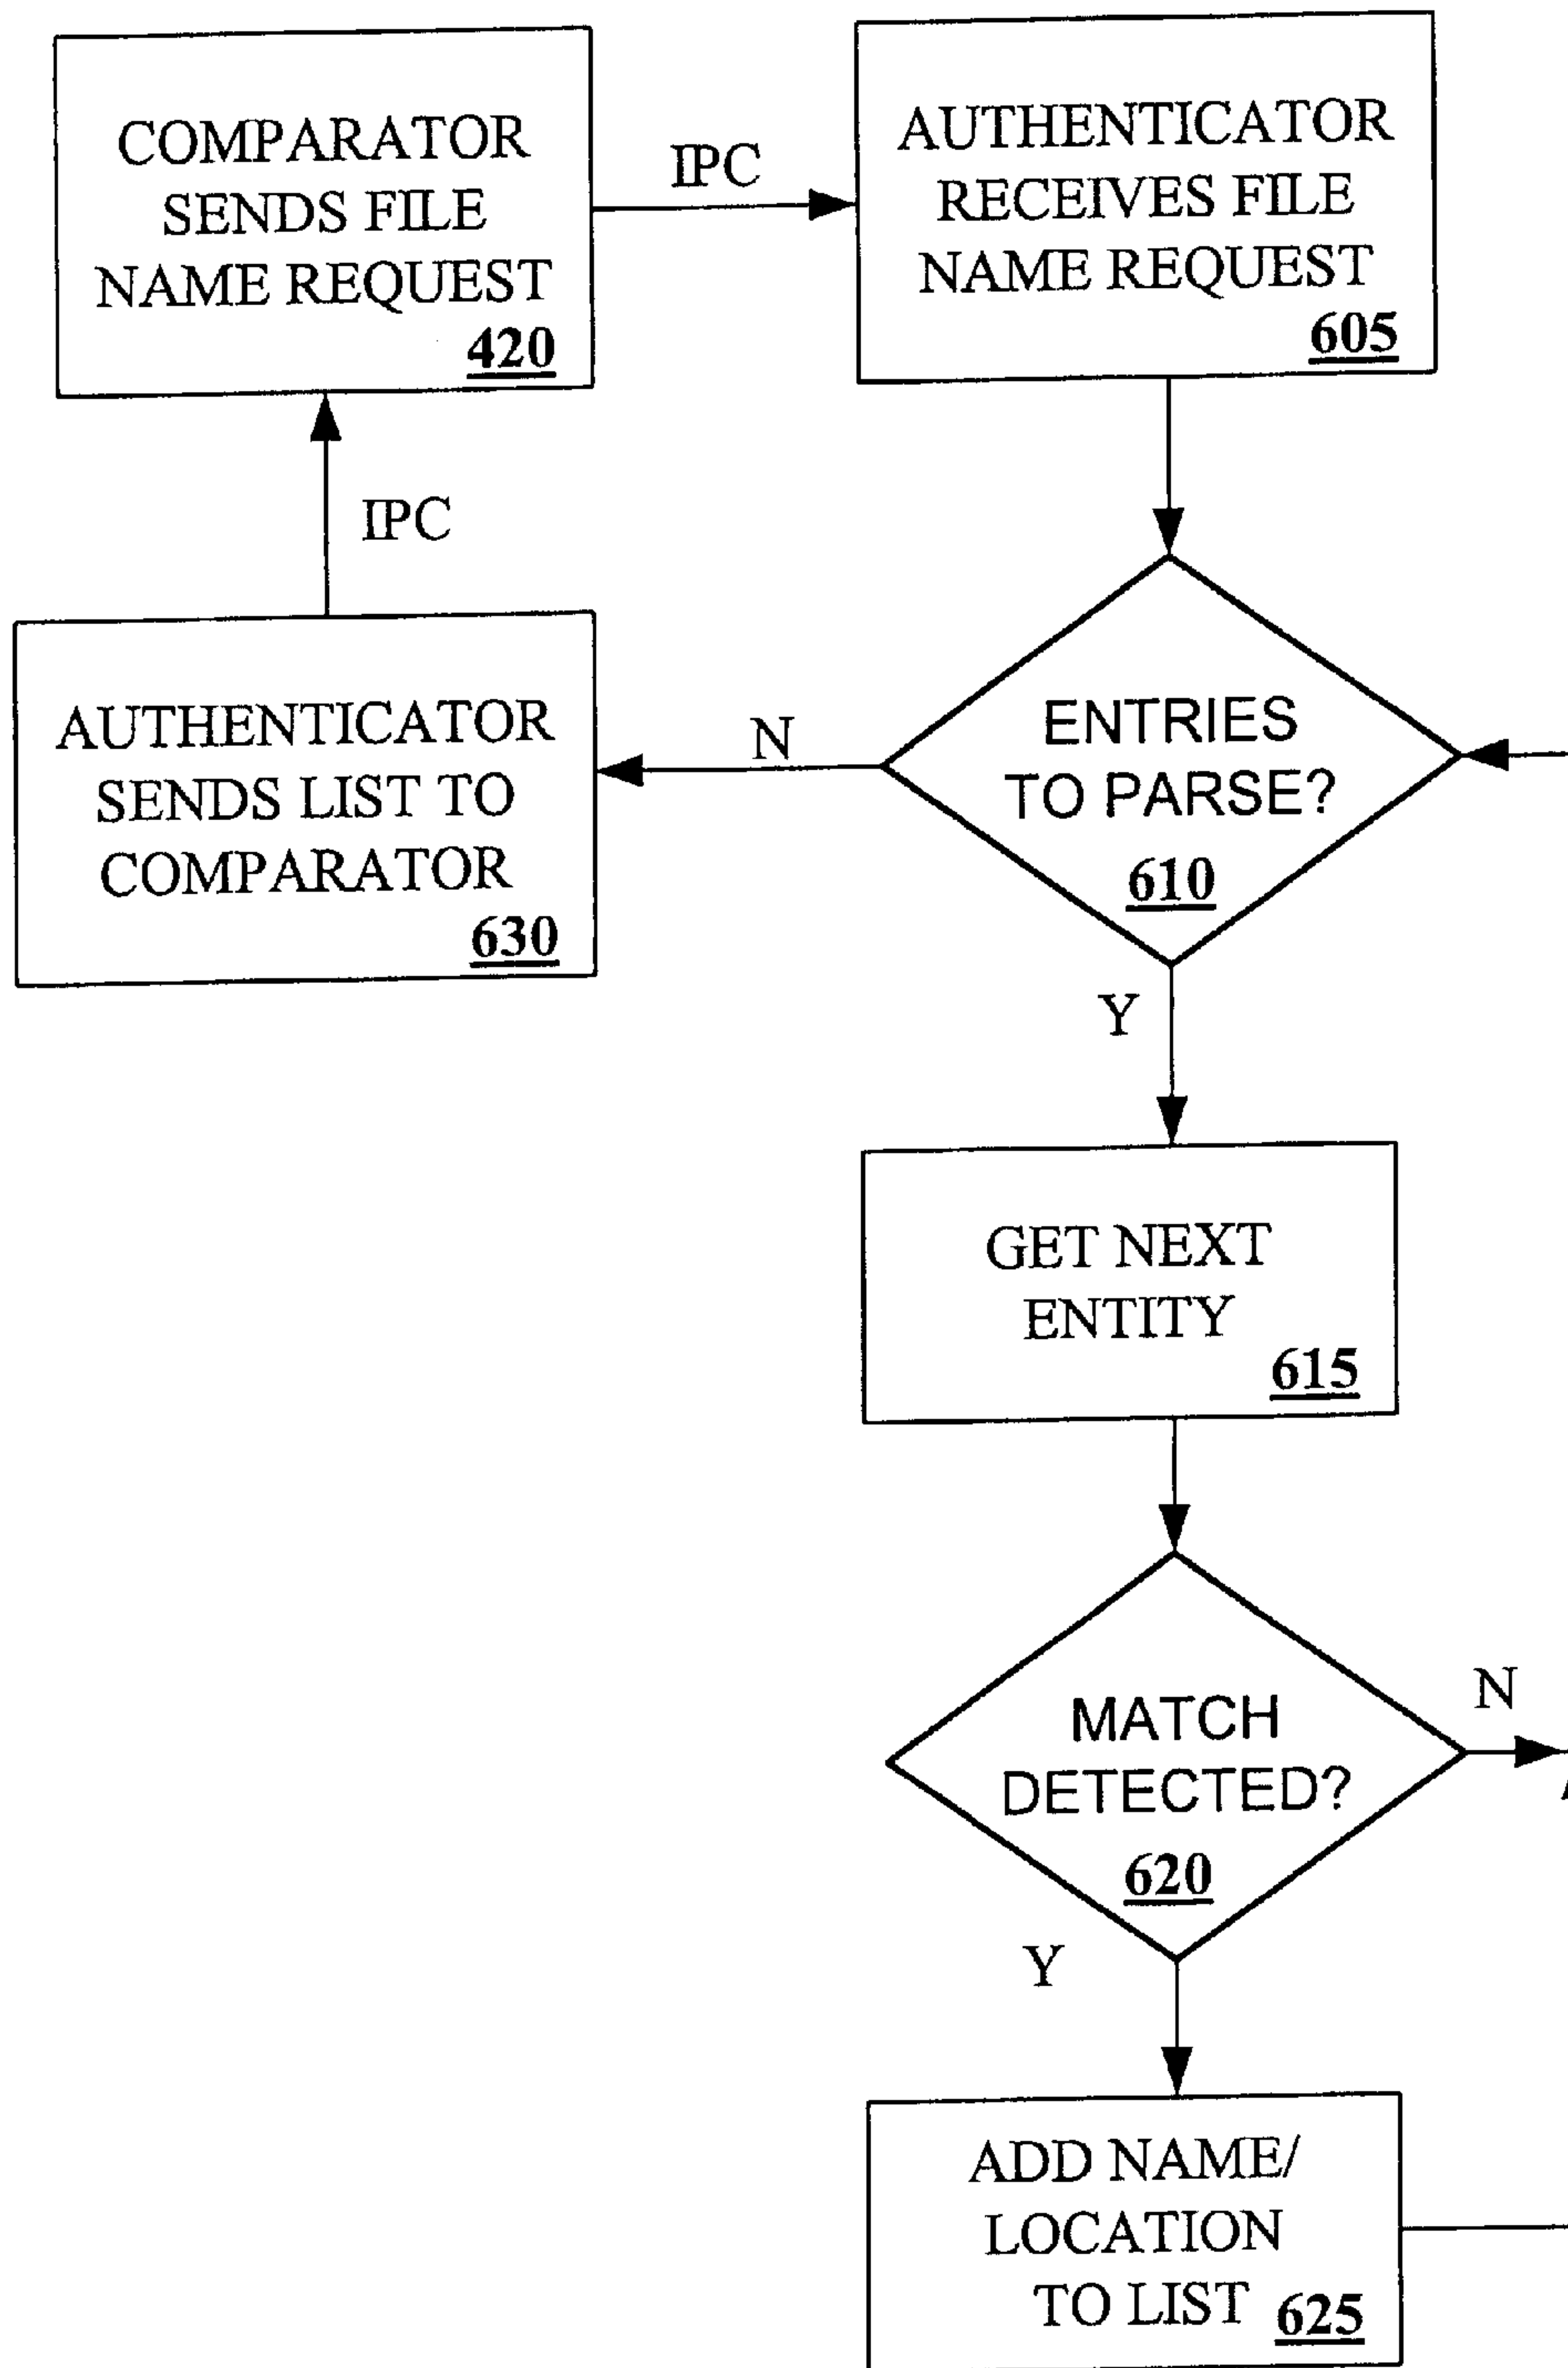 COMPARATOR
SENDS FILE
NAME REQUEST
420
IPC
AUTHENTICATOR
RECEIVES FILE
NAME REQUEST
605
IPC
AUTHENTICATOR
SENDS LIST TO
COMPARATOR
630
N
ENTRIES
TO PARSE?
610
Y
GET NEXT
ENTITY
615
MATCH
DETECTED?
620
N
Y
ADD NAME/
LOCATION
TO LIST
625